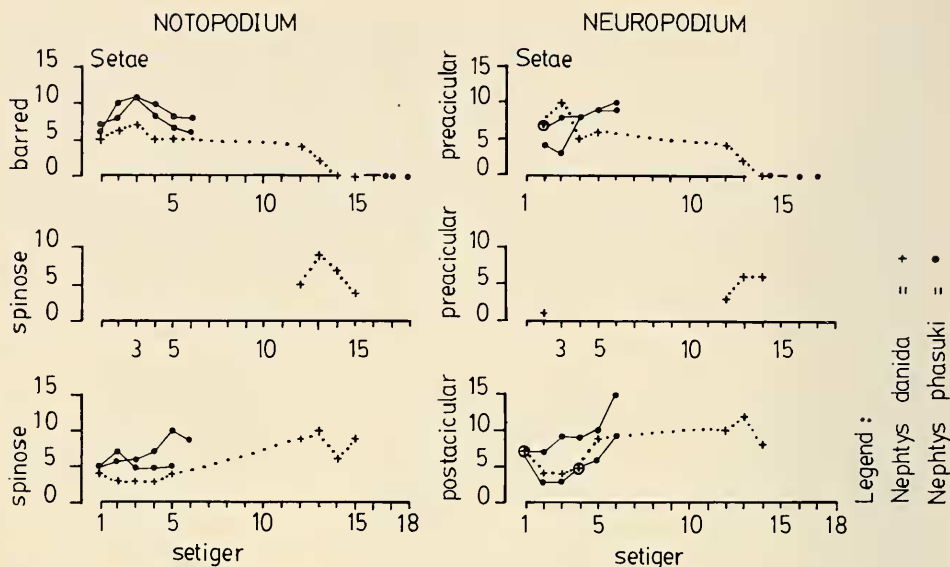 NOTOPODIUM
NEUROPODIUM
Setae
barred
15
10
5
0
5 10 15
Setae
preacicular
15
10
5
0
1 10 15
spinose
10
5
0
3 5 10 15
preacicular
10
5
0
3 5 10 15
spinose
15
10
5
0
1 5 10 15 18
setiger
postacicular
15
10
5
0
1 5 10 15 18
setiger
Legend :
Nephtys danida = +
Nephtys phasuki = •